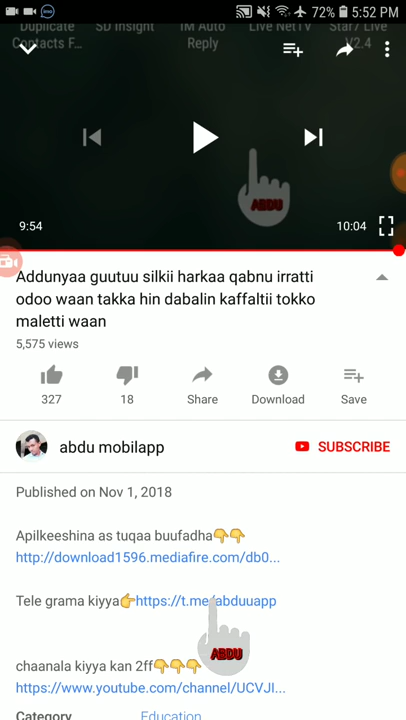 72% 5:52 PM
Duplicate
Contacts F...
SD Insight
TM Auto
Reply
Live NetTV
Star7 Live
V2.4
ABDU
9:54
10:04
Addunyaa guutuu silkii harkaa qabnu irratti
odoo waan takka hin dabalin kaffaltii tokko
maletti waan
5,575 views
327
18
Share
Download
Save
abdu mobilapp
SUBSCRIBE
Published on Nov 1, 2018
Apilkeeshina as tuqaa buufadha👇👇
http://download1596.mediafire.com/db0...
Tele grama kiyya👉https://t.me/abduuapp
ABDU
chaanala kiyya kan 2ff👇👇👇
https://www.youtube.com/channel/UCVJl...
Category
Education